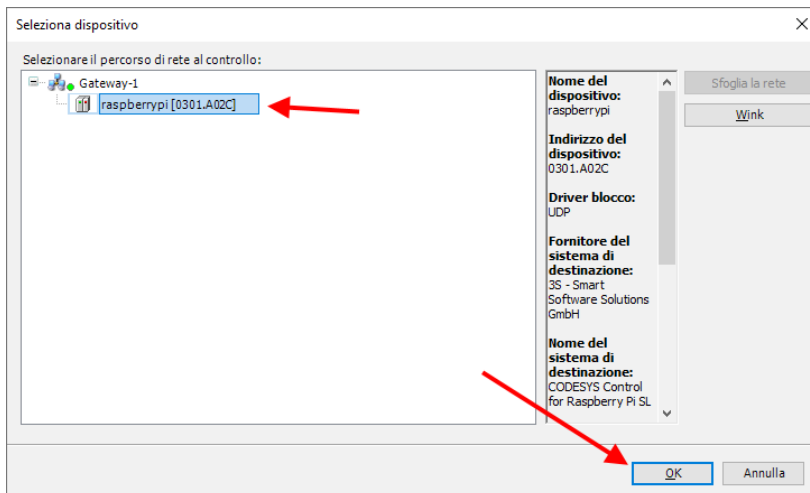 Seleziona dispositivo
Selezionare il percorso di rete al controllo:
Gateway-1
raspberrypi [0301.A02C]
Nome del
dispositivo:
raspberrypi
Indirizzo del
dispositivo:
0301.A02C
Driver blocco:
UDP
Fornitore del
sistema di
destinazione:
3S - Smart
Software Solutions
GmbH
Nome del
sistema di
destinazione:
CODESYS Control
for Raspberry Pi SL
Sfoglia la rete
Wink
OK
Annulla